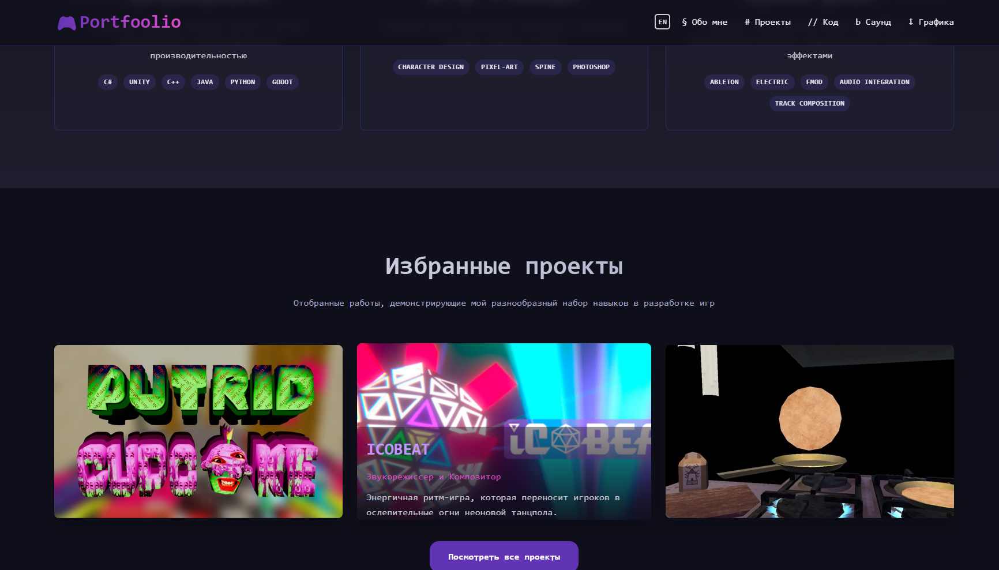 Portfoolio
EN § Обо мне # Проекты // Код b Саунд ‡ Графика
производительностью
C# UNITY C++ JAVA PYTHON GODOT
CHARACTER DESIGN PIXEL-ART SPINE PHOTOSHOP
эффектами
ABLETON ELECTRIC FMOD AUDIO INTEGRATION
TRACK COMPOSITION
Избранные проекты
Отобранные работы, демонстрирующие мой разнообразный набор навыков в разработке игр
PUTRID
iCOBEA
ICOBEAT
Звукорежиссер и Композитор
Энергичная ритм-игра, которая переносит игроков в
ослепительные огни неоновой танцпола.
Посмотреть все проекты